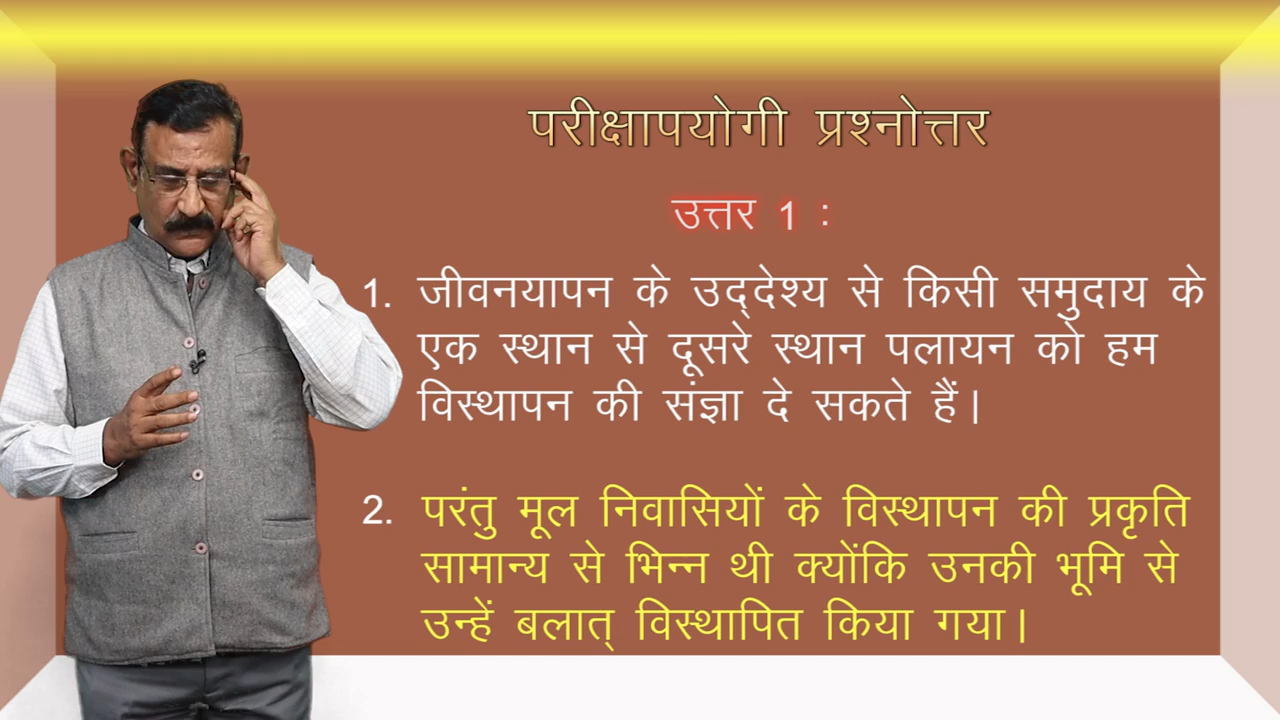 परीक्षापयोगी प्रश्नोत्तर
उत्तर 1 :
1. जीवनयापन के उद्‌देश्य से किसी समुदाय के
एक स्थान से दूसरे स्थान पलायन को हम
विस्थापन की संज्ञा दे सकते हैं।
2. परंतु मूल निवासियों के विस्थापन की प्रकृति
सामान्य से भिन्न थी क्योंकि उनकी भूमि से
उन्हें बलात् विस्थापित किया गया।